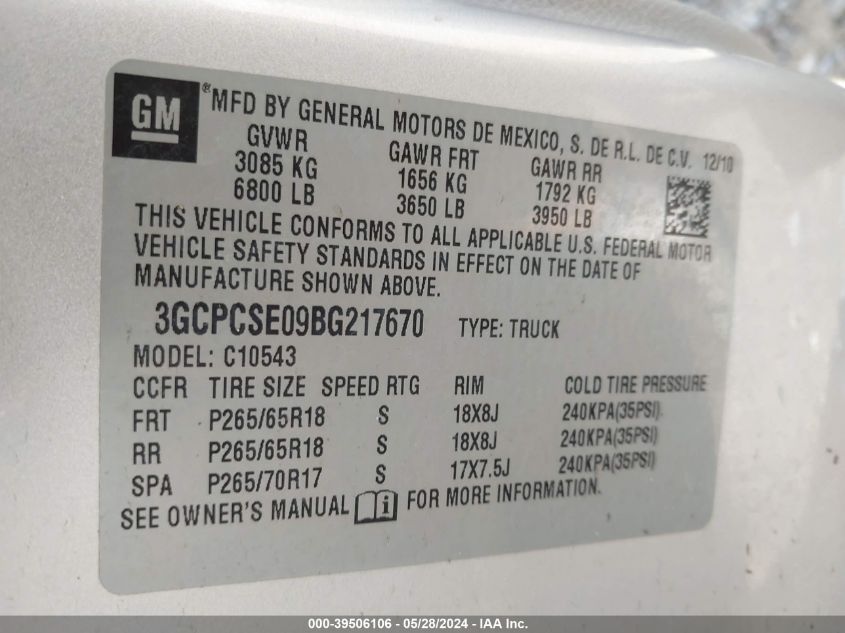 GM
® MFD BY GENERAL MOTORS DE MEXICO, S. DE R.L. DE C.V. 12/10
GVWR GAWR FRT GAWR RR
3085 KG 1656 KG 1792 KG
6800 LB 3650 LB 3950 LB
THIS VEHICLE CONFORMS TO ALL APPLICABLE U.S. FEDERAL MOTOR
VEHICLE SAFETY STANDARDS IN EFFECT ON THE DATE OF
MANUFACTURE SHOWN ABOVE.
3GCPCSE09BG217670 TYPE: TRUCK
MODEL: C10543
CCFR TIRE SIZE SPEED RTG RIM COLD TIRE PRESSURE
FRT P265/65R18 S 18X8J 240KPA(35PSI)
RR P265/65R18 S 18X8J 240KPA(35PSI)
SPA P265/70R17 S 17X7.5J 240KPA(35PSI)
SEE OWNER'S MANUAL i FOR MORE INFORMATION.
000-39506106 - 05/28/2024 - IAA Inc.